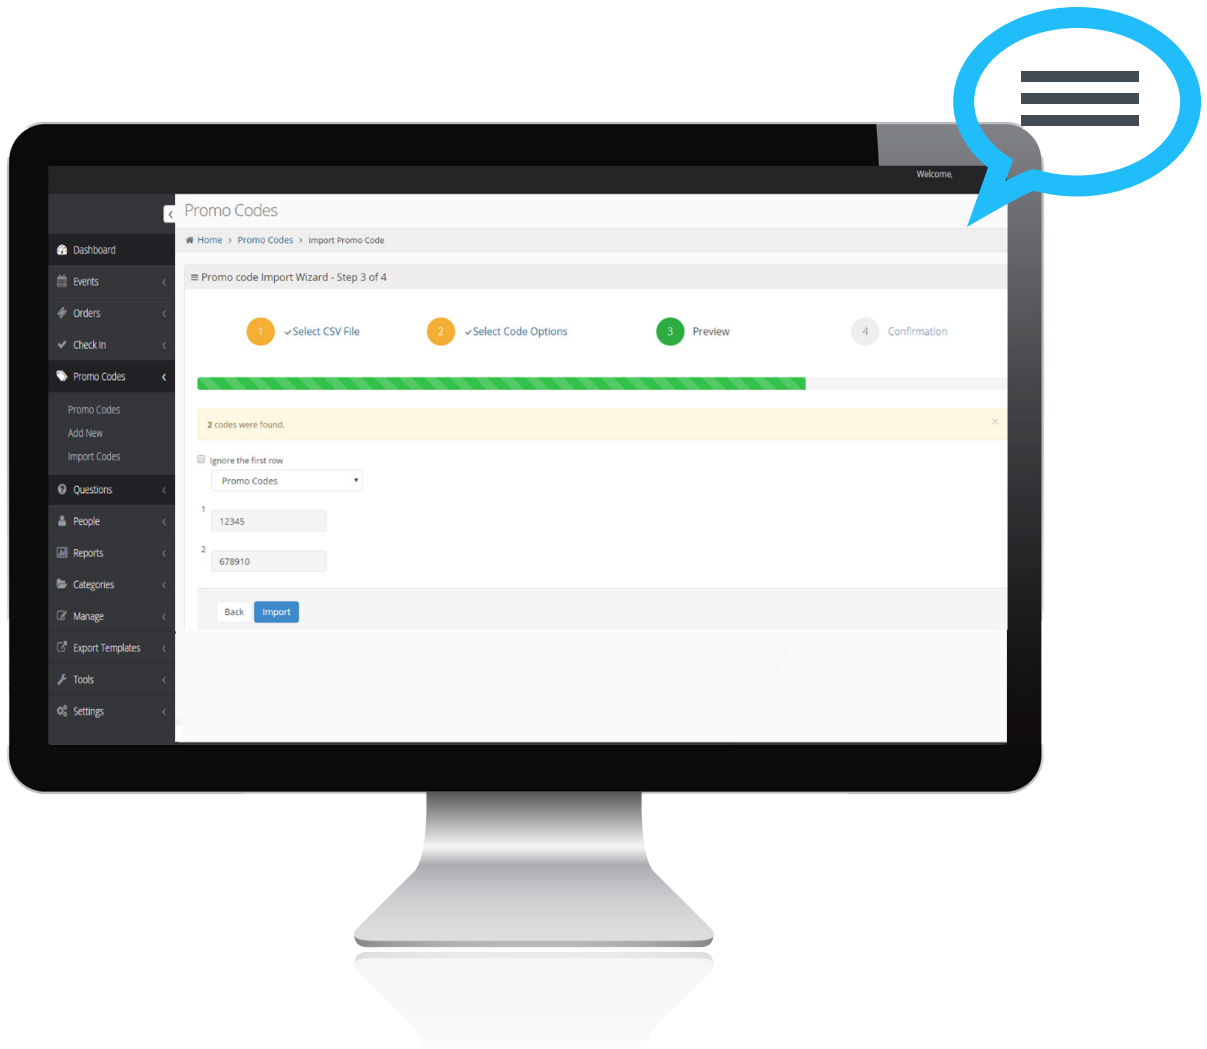 Welcome,
Promo Codes
Home > Promo Codes > Import Promo Code
Dashboard
Events
Orders
Check In
Promo Codes
Promo Codes
Add New
Import Codes
Questions
People
Reports
Categories
Manage
Export Templates
Tools
Settings
Promo code Import Wizard - Step 3 of 4
1 Select CSV File
2 Select Code Options
3 Preview
4 Confirmation
2 codes were found.
×
Ignore the first row
Promo Codes
1
12345
2
678910
Back Import